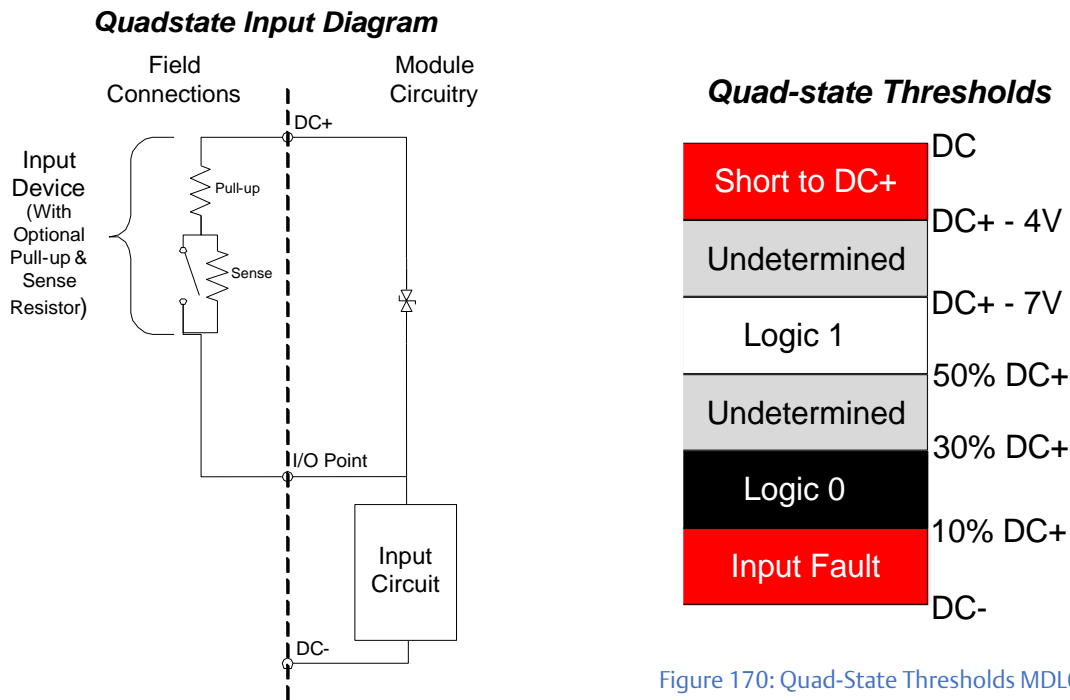 Quadstate Input Diagram
Field
Connections
Module
Circuitry
DC+
Input
Device
(With
Optional
Pull-up &
Sense
Resistor)
Pull-up
Sense
I/O Point
Input
Circuit
DC-
Quad-state Thresholds
DC
Short to DC+
DC+ - 4V
Undetermined
DC+ - 7V
Logic 1
50% DC+
Undetermined
30% DC+
Logic 0
10% DC+
Input Fault
DC-
Figure 170: Quad-State Thresholds